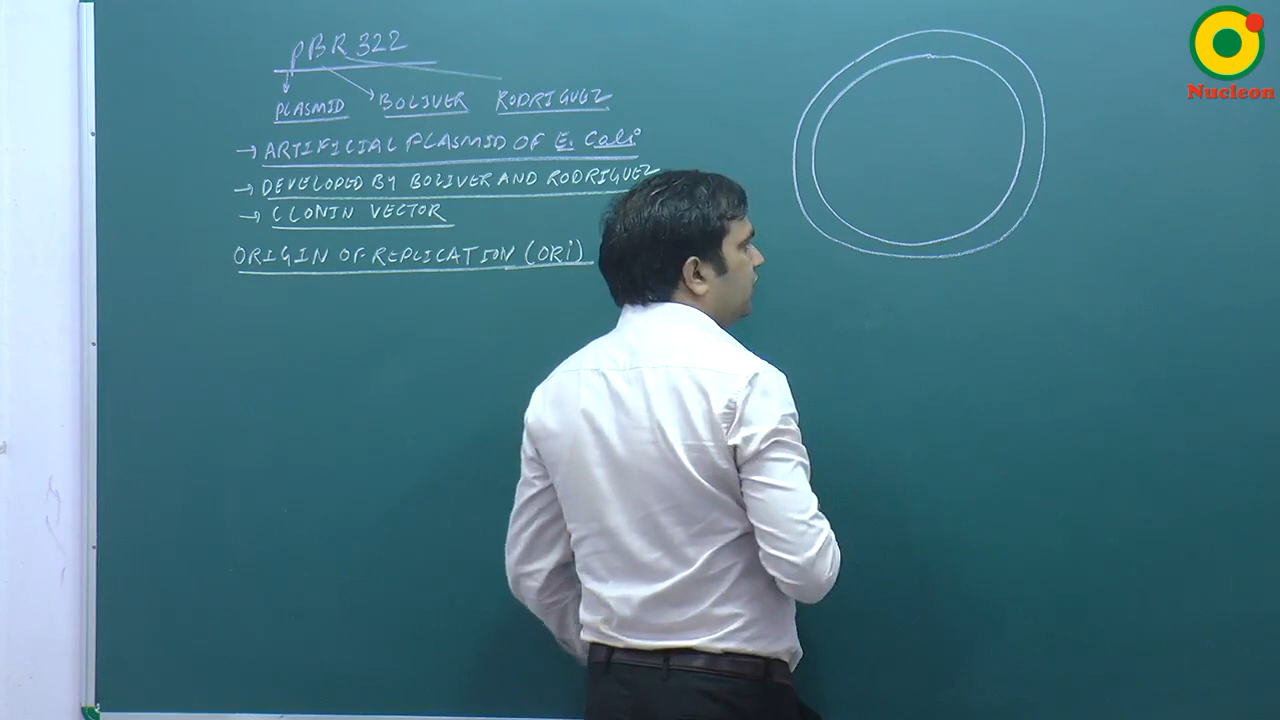 pBR 322
PLASMID BOLIVER RODRIGUEZ
→ ARTIFICIAL PLASMID OF E. Coli
→ DEVELOPED BY BOLIVER AND RODRIGUEZ
→ CLONIN VECTOR
ORIGIN OF REPLICATION (ORi)
Nucleon